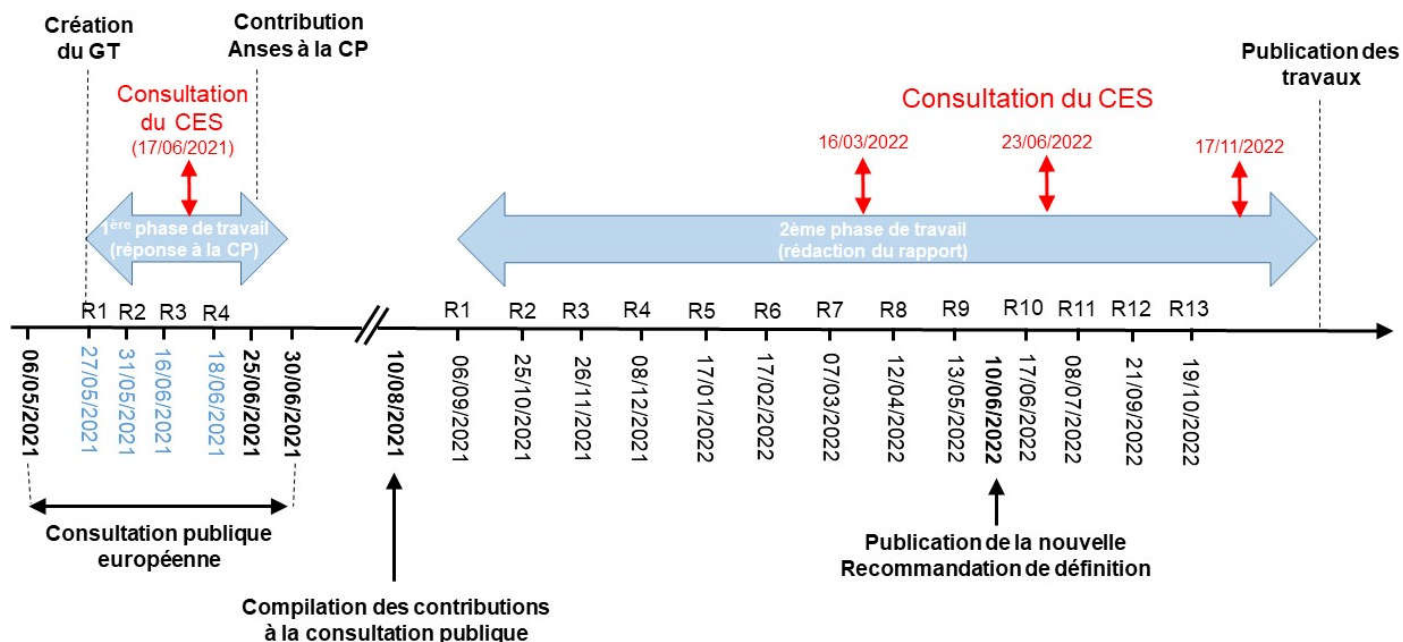 Création
du GT
Contribution
Anses à la CP
Publication des
travaux
Consultation
du CES
(17/06/2021)
Consultation du CES
16/03/2022
23/06/2022
17/11/2022
1ère phase de travail
(réponse à la CP)
2ème phase de travail
(rédaction du rapport)
R1 R2 R3 R4
R1 R2 R3 R4 R5 R6 R7 R8 R9 R10 R11 R12 R13
06/05/2021
27/05/2021
31/05/2021
16/06/2021
18/06/2021
25/06/2021
30/06/2021
10/08/2021
06/09/2021
25/10/2021
26/11/2021
08/12/2021
17/01/2022
17/02/2022
07/03/2022
12/04/2022
13/05/2022
10/06/2022
17/06/2022
08/07/2022
21/09/2022
19/10/2022
Consultation publique
européenne
Publication de la nouvelle
Recommandation de définition
Compilation des contributions
à la consultation publique